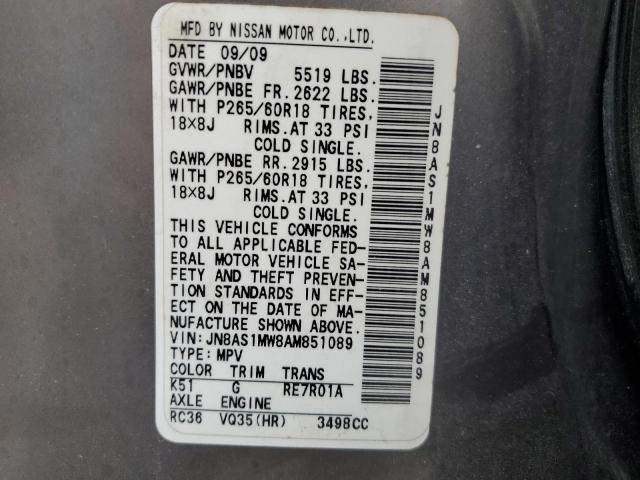 MFD BY NISSAN MOTOR CO.,LTD.
DATE 09/09
GVWR/PNBV 5519 LBS.
GAWR/PNBE FR.2622 LBS.
WITH P265/60R18 TIRES,
18X8J RIMS.AT 33 PSI
COLD SINGLE.
GAWR/PNBE RR.2915 LBS.
WITH P265/60R18 TIRES,
18X8J RIMS.AT 33 PSI
COLD SINGLE.
THIS VEHICLE CONFORMS
TO ALL APPLICABLE FED-
ERAL MOTOR VEHICLE SA-
FETY AND THEFT PREVEN-
TION STANDARDS IN EFF-
ECT ON THE DATE OF MA-
NUFACTURE SHOWN ABOVE.
VIN:JN8AS1MW8AM851089
TYPE:MPV
COLOR TRIM TRANS
K51 G RE7R01A
AXLE ENGINE
RC36 VQ35(HR) 3498CC
JN8AS1MW8AM851089